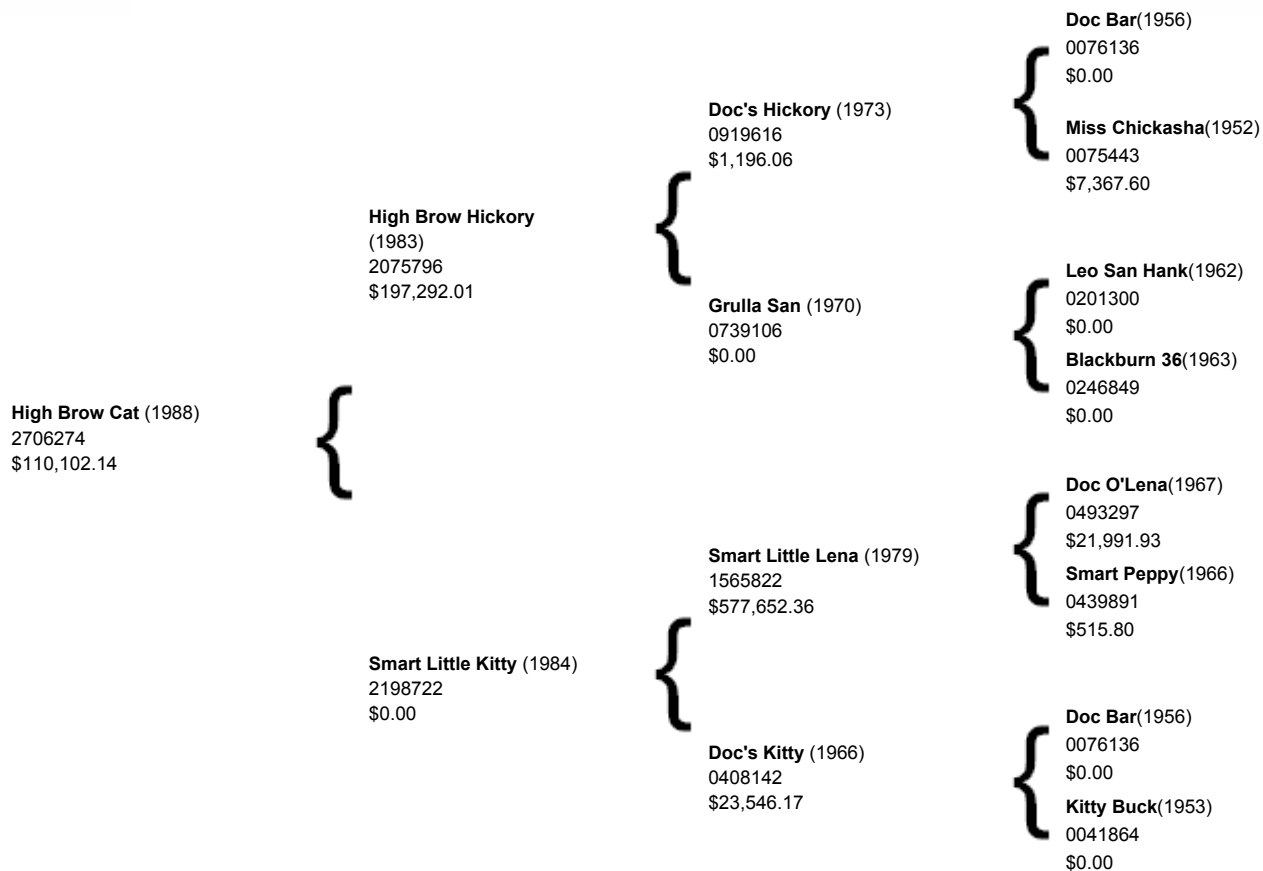 Doc Bar(1956)
0076136
$0.00
Doc's Hickory (1973)
0919616
$1,196.06
Miss Chickasha(1952)
0075443
$7,367.60
High Brow Hickory
(1983)
2075796
$197,292.01
Leo San Hank(1962)
0201300
$0.00
Grulla San (1970)
0739106
$0.00
Blackburn 36(1963)
0246849
$0.00
High Brow Cat (1988)
2706274
$110,102.14
Doc O'Lena(1967)
0493297
$21,991.93
Smart Little Lena (1979)
1565822
$577,652.36
Smart Peppy(1966)
0439891
$515.80
Smart Little Kitty (1984)
2198722
$0.00
Doc Bar(1956)
0076136
$0.00
Doc's Kitty (1966)
0408142
$23,546.17
Kitty Buck(1953)
0041864
$0.00